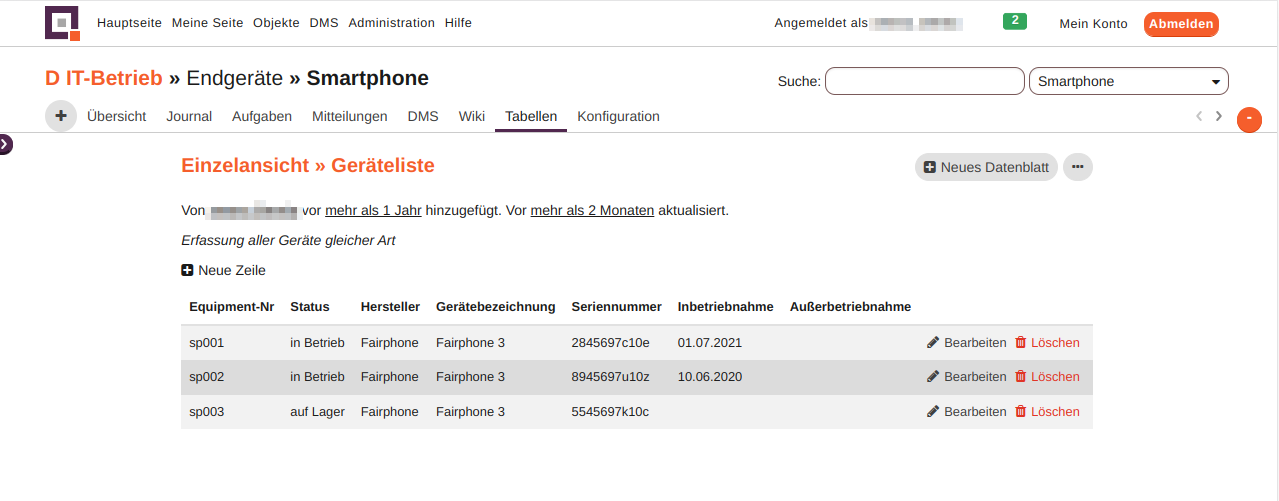 Hauptseite Meine Seite Objekte DMS Administration Hilfe Angemeldet als 2 Mein Konto Abmelden
D IT-Betrieb » Endgeräte » Smartphone Suche: Smartphone
Übersicht Journal Aufgaben Mitteilungen DMS Wiki Tabellen Konfiguration
Einzelansicht » Geräteliste Neues Datenblatt
Von vor mehr als 1 Jahr hinzugefügt. Vor mehr als 2 Monaten aktualisiert.
Erfassung aller Geräte gleicher Art
Neue Zeile
Equipment-Nr Status Hersteller Gerätebezeichnung Seriennummer Inbetriebnahme Außerbetriebnahme
sp001 in Betrieb Fairphone Fairphone 3 2845697c10e 01.07.2021 Bearbeiten Löschen
sp002 in Betrieb Fairphone Fairphone 3 8945697u10z 10.06.2020 Bearbeiten Löschen
sp003 auf Lager Fairphone Fairphone 3 5545697k10c Bearbeiten Löschen